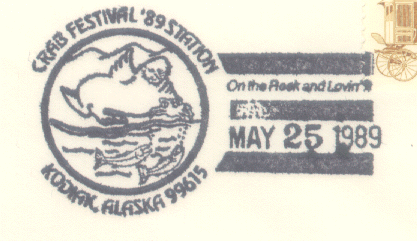 CRAB FESTIVAL '89 STATION
On the Rock and Lovin' It
MAY 25 1989
KODIAK, ALASKA 99615